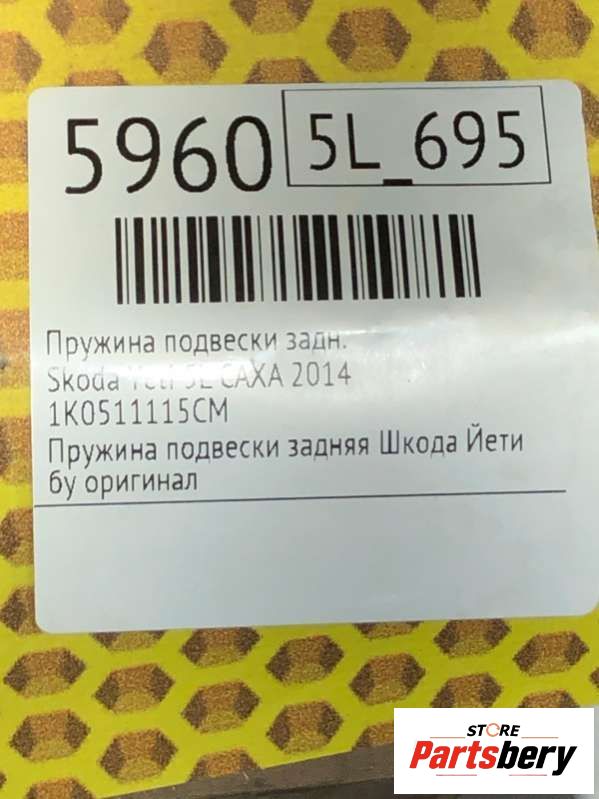 5960 5L_695
Пружина подвески задн.
Skoda Yeti 5L CAXA 2014
1K0511115CM
Пружина подвески задняя Шкода Йети
бу оригинал
STORE
Partsbery